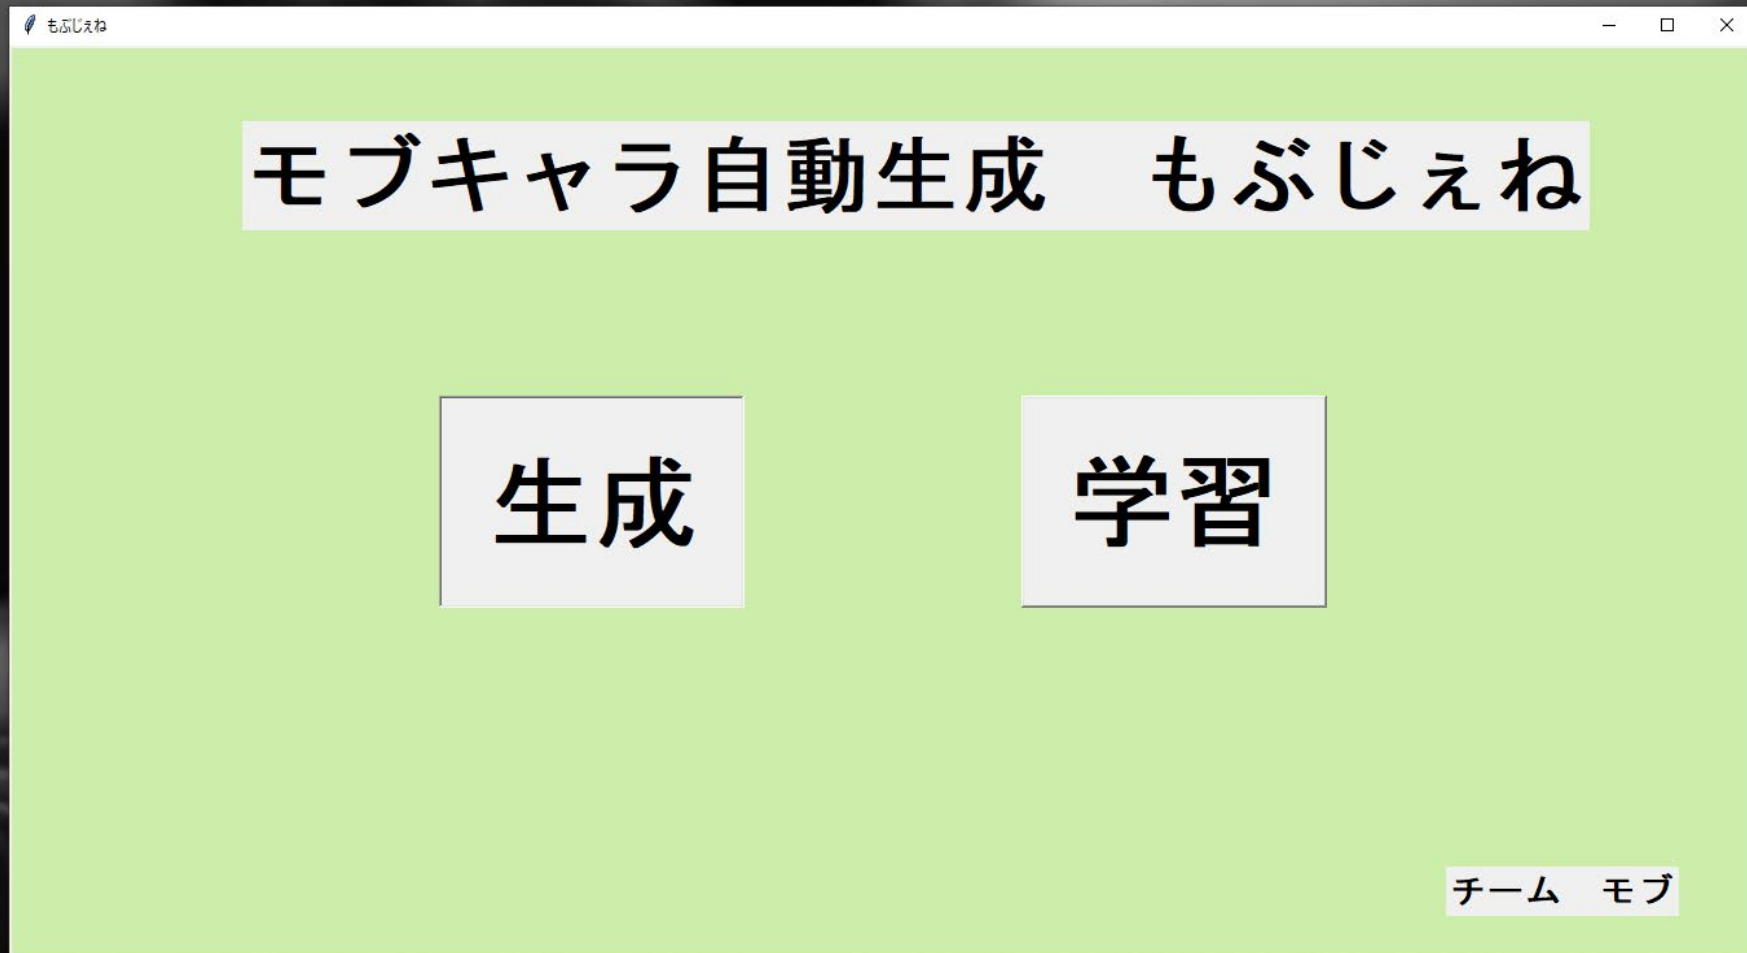 もぶじぇね
モブキャラ自動生成　もぶじぇね
生成
学習
チーム　モブ